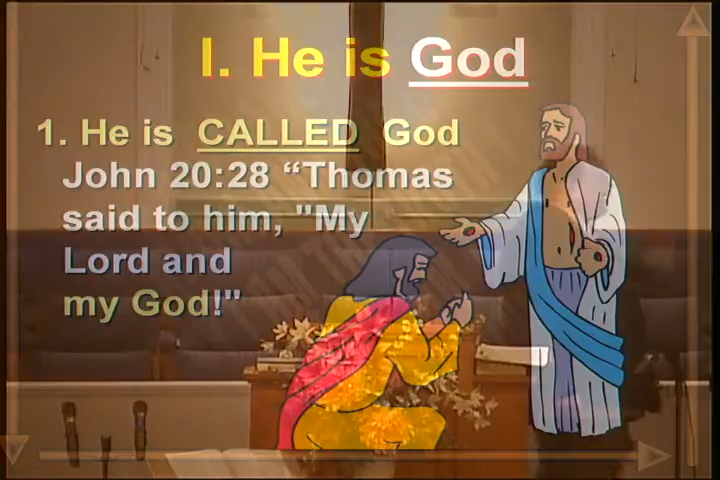 I. He is God
1. He is CALLED God
John 20:28 “Thomas
said to him, "My
Lord and
my God!"